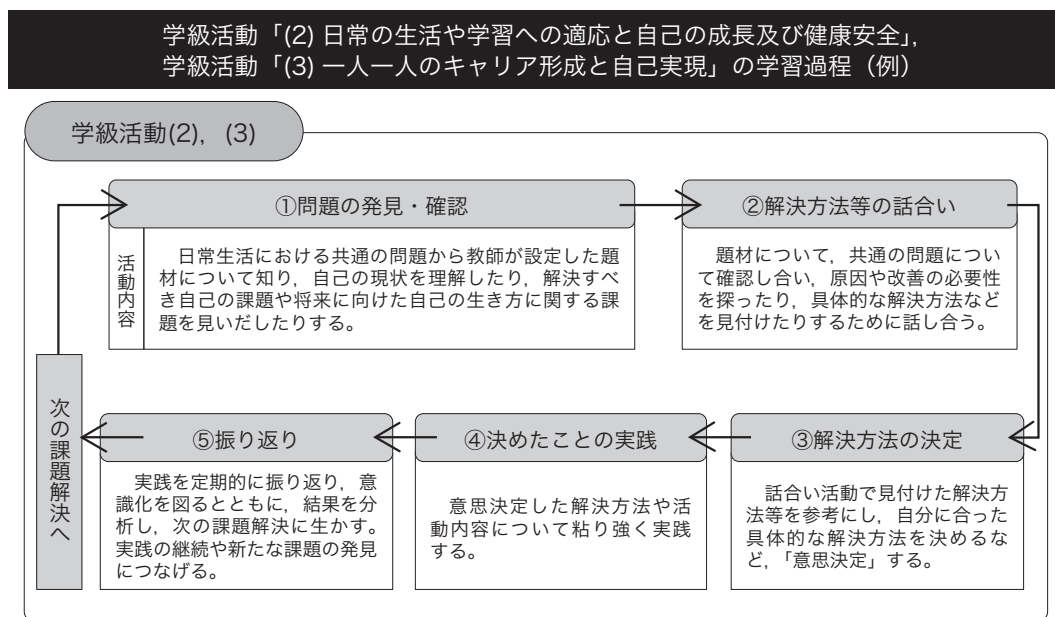 学級活動「(2) 日常の生活や学習への適応と自己の成長及び健康安全」,
学級活動「(3) 一人一人のキャリア形成と自己実現」の学習過程（例）
学級活動(2)，(3)
①問題の発見・確認
活動内容
日常生活における共通の問題から教師が設定した題
材について知り，自己の現状を理解したり，解決すべ
き自己の課題や将来に向けた自己の生き方に関する課
題を見いだしたりする。
②解決方法等の話合い
題材について，共通の問題につい
て確認し合い，原因や改善の必要性
を探ったり，具体的な解決方法など
を見付けたりするために話し合う。
③解決方法の決定
話合い活動で見付けた解決方
法等を参考にし，自分に合った
具体的な解決方法を決めるな
ど，「意思決定」する。
④決めたことの実践
意思決定した解決方法や活
動内容について粘り強く実践
する。
⑤振り返り
実践を定期的に振り返り，意
識化を図るとともに，結果を分
析し，次の課題解決に生かす。
実践の継続や新たな課題の発見
につなげる。
次の課題解決へ